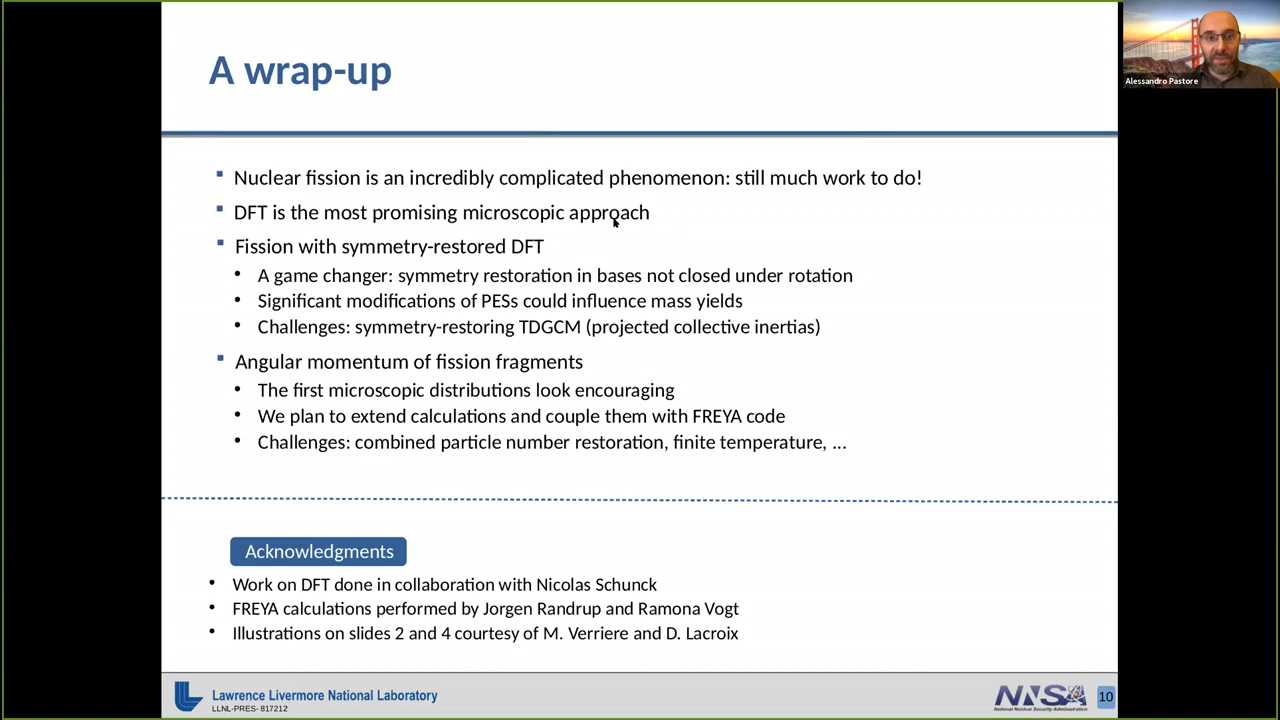 A wrap-up
Alessandro Pastore
Nuclear fission is an incredibly complicated phenomenon: still much work to do!
DFT is the most promising microscopic approach
Fission with symmetry-restored DFT
A game changer: symmetry restoration in bases not closed under rotation
Significant modifications of PESs could influence mass yields
Challenges: symmetry-restoring TDGCM (projected collective inertias)
Angular momentum of fission fragments
The first microscopic distributions look encouraging
We plan to extend calculations and couple them with FREYA code
Challenges: combined particle number restoration, finite temperature, ...
Acknowledgments
Work on DFT done in collaboration with Nicolas Schunck
FREYA calculations performed by Jorgen Randrup and Ramona Vogt
Illustrations on slides 2 and 4 courtesy of M. Verriere and D. Lacroix
Lawrence Livermore National Laboratory
LLNL-PRES- 817212
NNSA
National Nuclear Security Administration
10